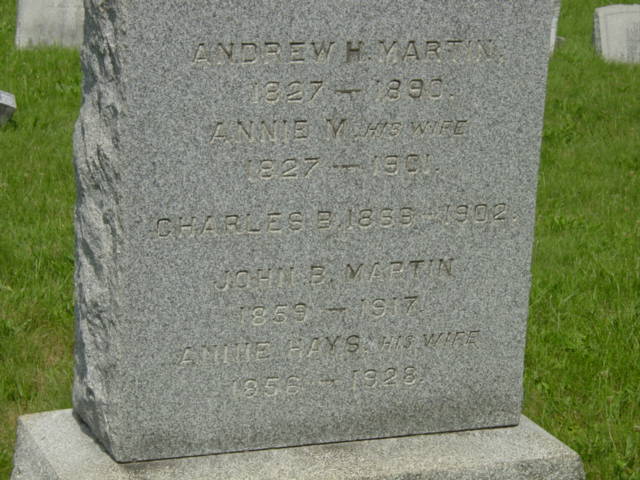 ANDREW H. MARTIN.
1827 — 1890.
ANNIE M. HIS WIFE
1827 — 1901.
CHARLES B. 1868 - 1902.
JOHN B. MARTIN
1859 — 1917.
ANNIE HAYS. HIS WIFE
1856 — 1928.